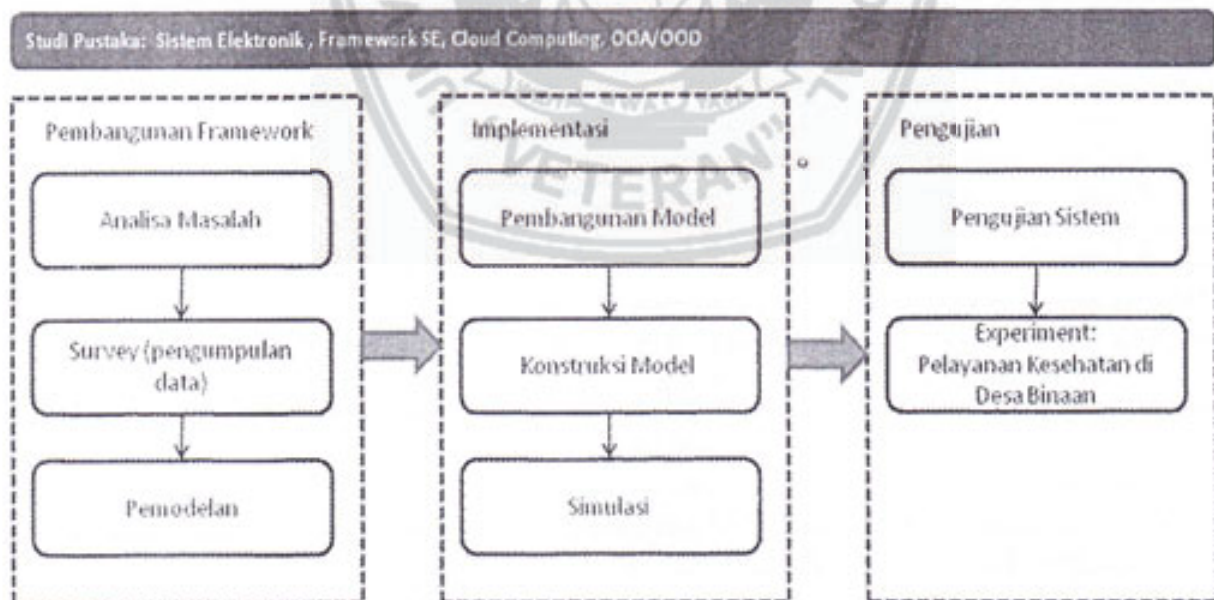 Studi Pustaka: Sistem Elektronik, Framework SE, Cloud Computing, OOA/OOD
Pembangunan Framework
Analisa Masalah
Survey (pengumpulan
data)
Pemodelan
Implementasi
Pembangunan Model
Konstruksi Model
Simulasi
Pengujian
Pengujian Sistem
Experiment:
Pelayanan Kesehatan di
Desa Binaan
"VETERAN"